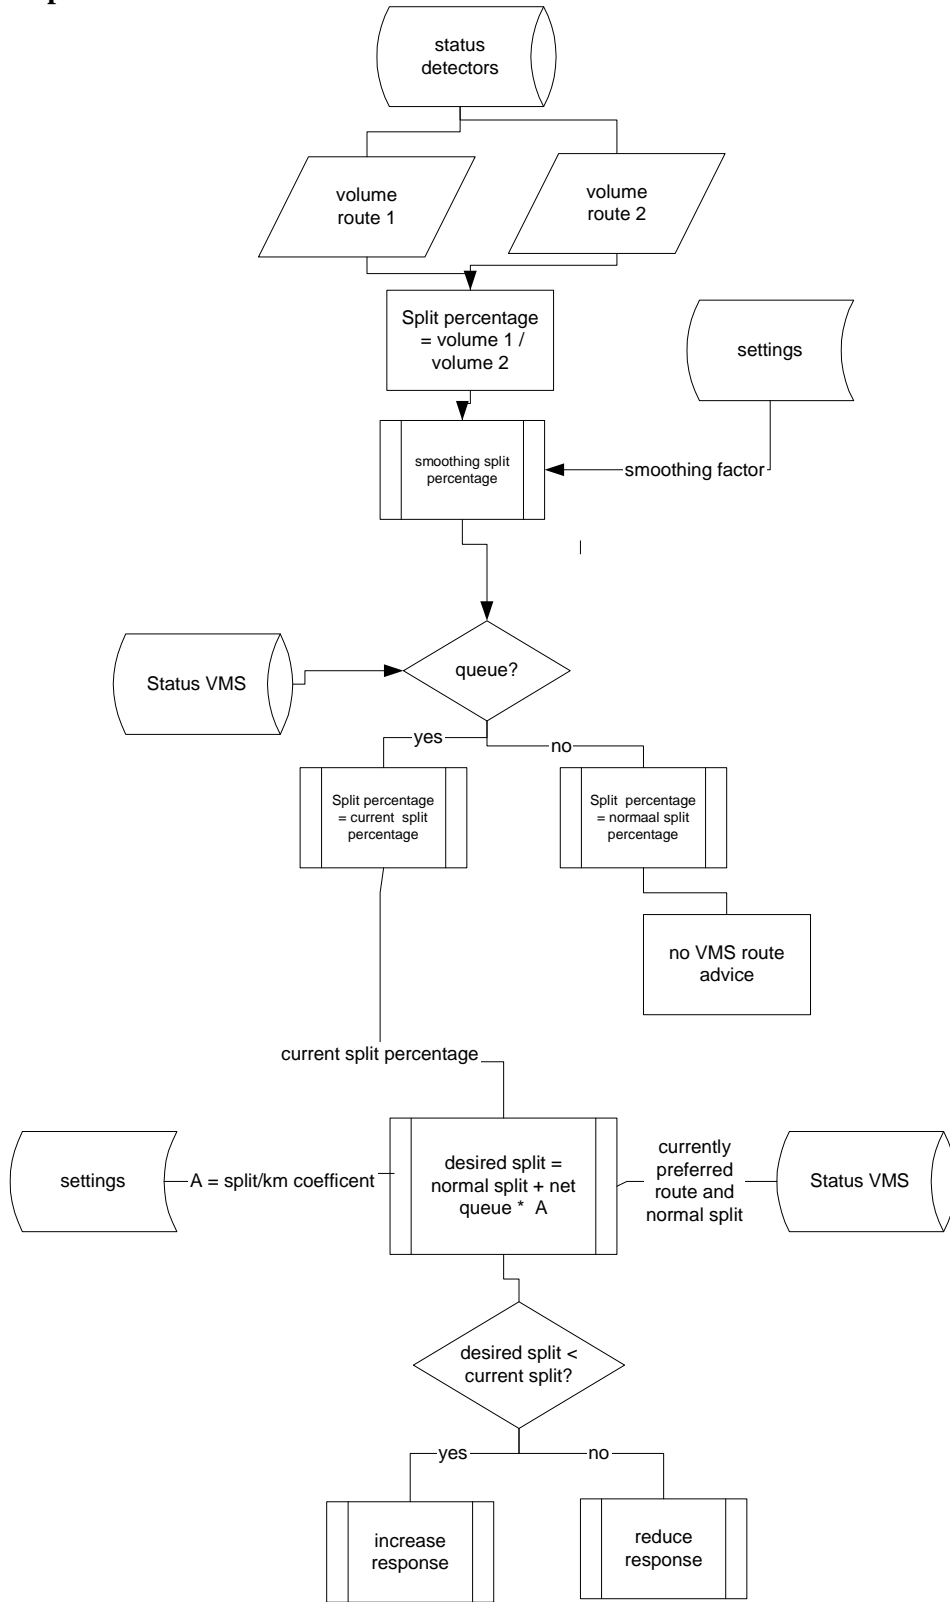 status
detectors
volume
route 1
volume
route 2
Split percentage
= volume 1 /
volume 2
settings
smoothing split
percentage
smoothing factor
queue?
Status VMS
yes
no
Split percentage
= current split
percentage
Split percentage
= normaal split
percentage
no VMS route
advice
current split percentage
settings
A = split/km coefficent
desired split =
normal split + net
queue * A
currently
preferred
route and
normal split
Status VMS
desired split <
current split?
yes
no
increase
response
reduce
response